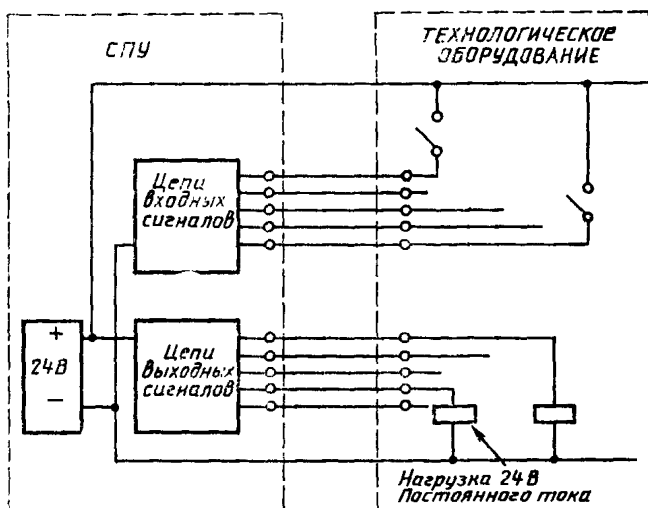 СПУ
ТЕХНОЛОГИЧЕСКОЕ
ОБОРУДОВАНИЕ
Цепи
входных
сигналов
+
24В
—
Цепи
выходных
сигналов
Нагрузка 24В
Постоянного тока